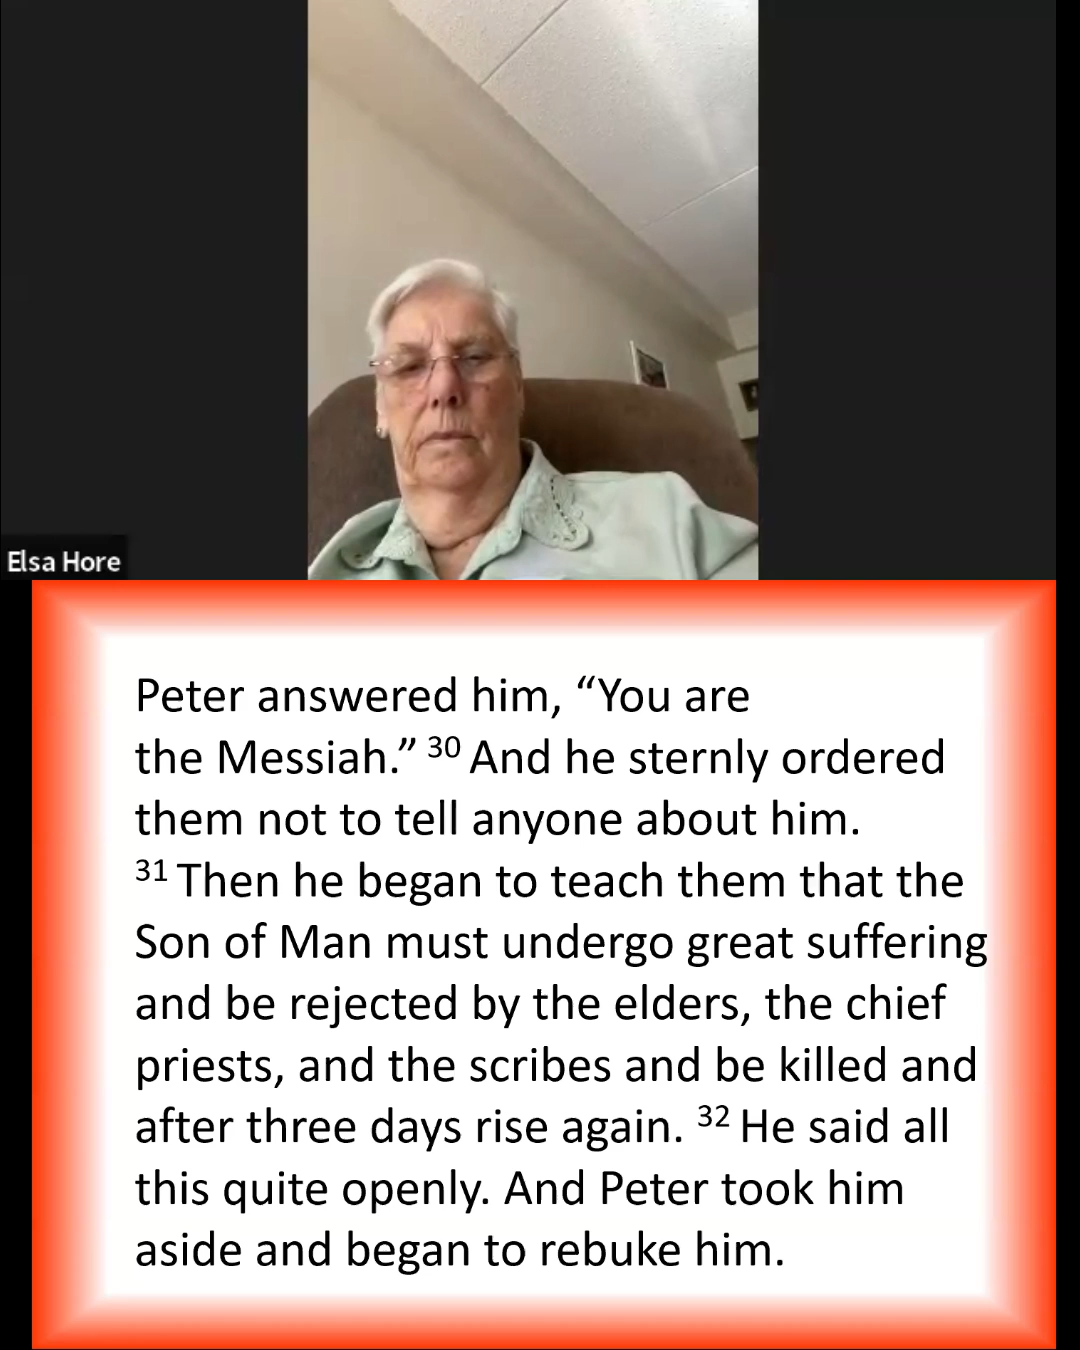 Elsa Hore
Peter answered him, “You are
the Messiah.” 30 And he sternly ordered
them not to tell anyone about him.
31 Then he began to teach them that the
Son of Man must undergo great suffering
and be rejected by the elders, the chief
priests, and the scribes and be killed and
after three days rise again. 32 He said all
this quite openly. And Peter took him
aside and began to rebuke him.